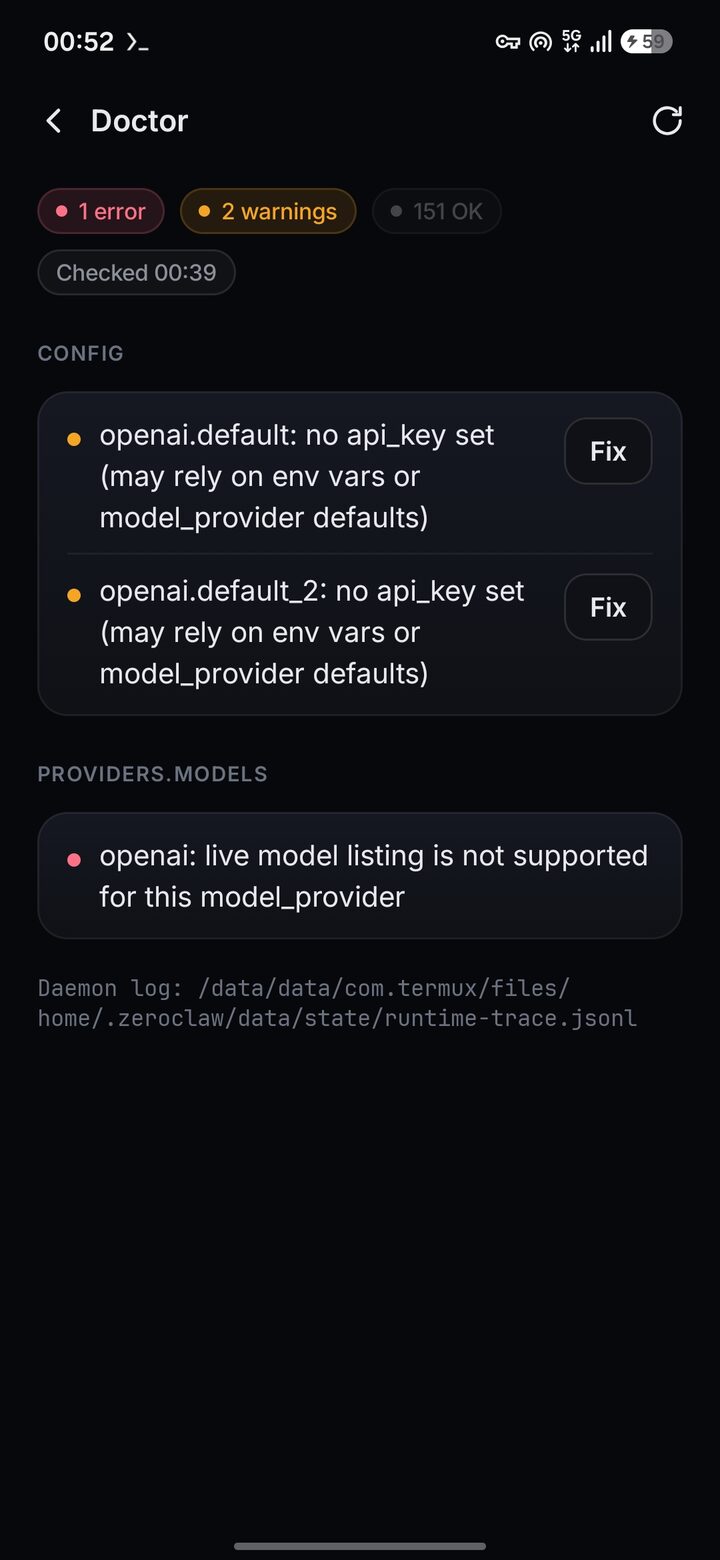 00:52 >_ 5G 59
Doctor
1 error 2 warnings 151 OK
Checked 00:39
CONFIG
openai.default: no api_key set
(may rely on env vars or
model_provider defaults)
Fix
openai.default_2: no api_key set
(may rely on env vars or
model_provider defaults)
Fix
PROVIDERS.MODELS
openai: live model listing is not supported
for this model_provider
Daemon log: /data/data/com.termux/files/
home/.zeroclaw/data/state/runtime-trace.jsonl